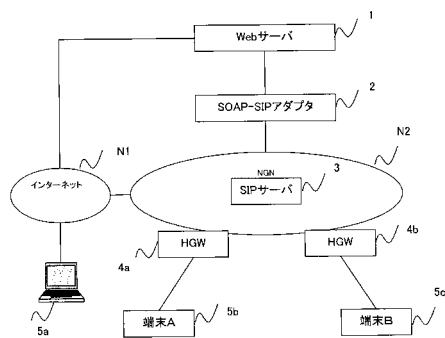 1
Webサーバ
2
SOAP-SIPアダプタ
N1
N2
インターネット
NGN
3
SIPサーバ
HGW
4a
HGW
4b
5a
端末A
5b
端末B
5c